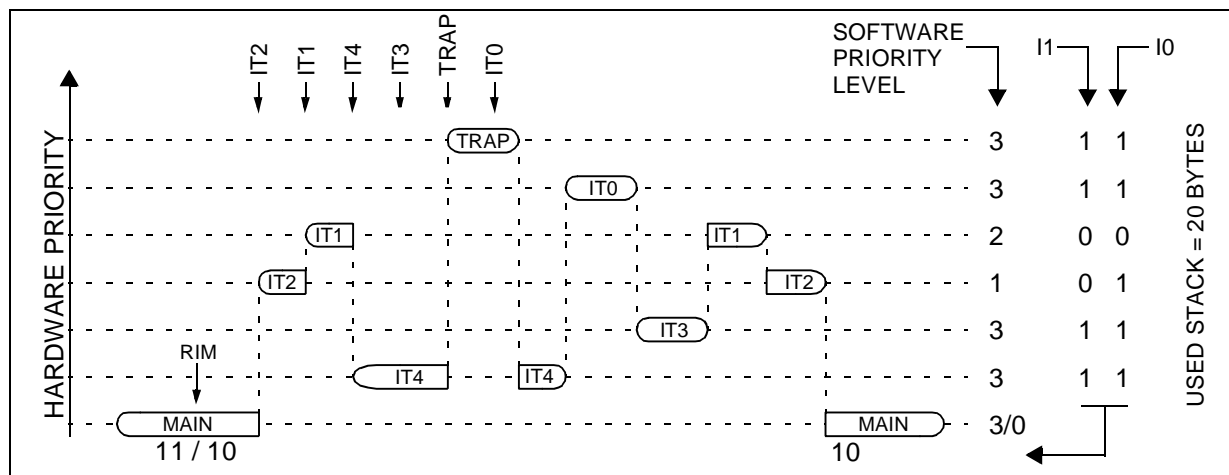 SOFTWARE
PRIORITY
LEVEL
I1
I0
IT2
IT1
IT4
IT3
TRAP
IT0
HARDWARE PRIORITY
USED STACK = 20 BYTES
TRAP
3
1 1
IT0
3
1 1
IT1
IT1
2
0 0
IT2
IT2
1
0 1
IT3
3
1 1
RIM
IT4
IT4
3
1 1
MAIN
MAIN
3/0
11 / 10
10